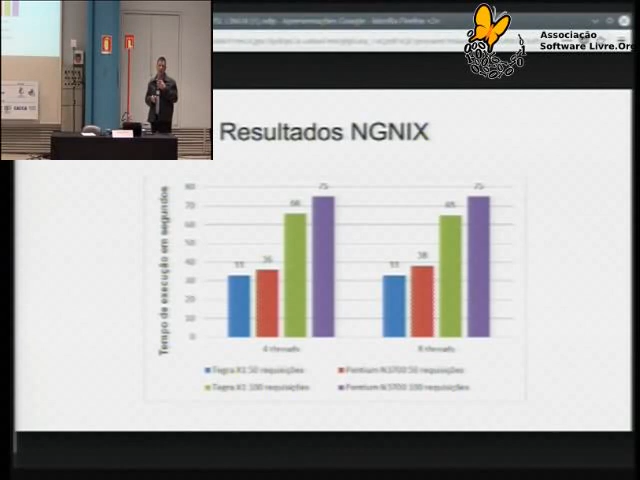 Associação
Software Livre.Org
Resultados NGNIX
Tempo de execução em segundos
80
70
60
50
40
30
20
10
0
33 36 66 75
33 38 65 75
4 threads 8 threads
Tegra X1 50 requisições Pentium N3700 50 requisições
Tegra X1 100 requisições Pentium N3700 100 requisições